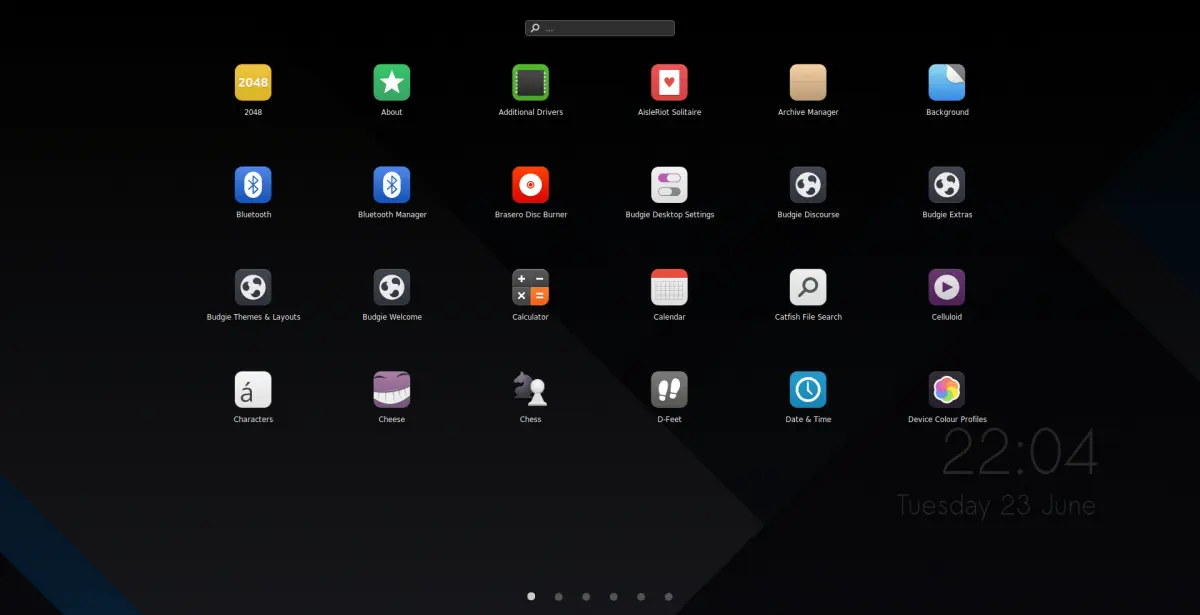 ...
2048
2048
About
Additional Drivers
AisleRiot Solitaire
Archive Manager
Background
Bluetooth
Bluetooth Manager
Brasero Disc Burner
Budgie Desktop Settings
Budgie Discourse
Budgie Extras
Budgie Themes & Layouts
Budgie Welcome
Calculator
Calendar
Catfish File Search
Celluloid
á
Characters
Cheese
Chess
D-Feet
Date & Time
Device Colour Profiles
22:04
Tuesday 23 June